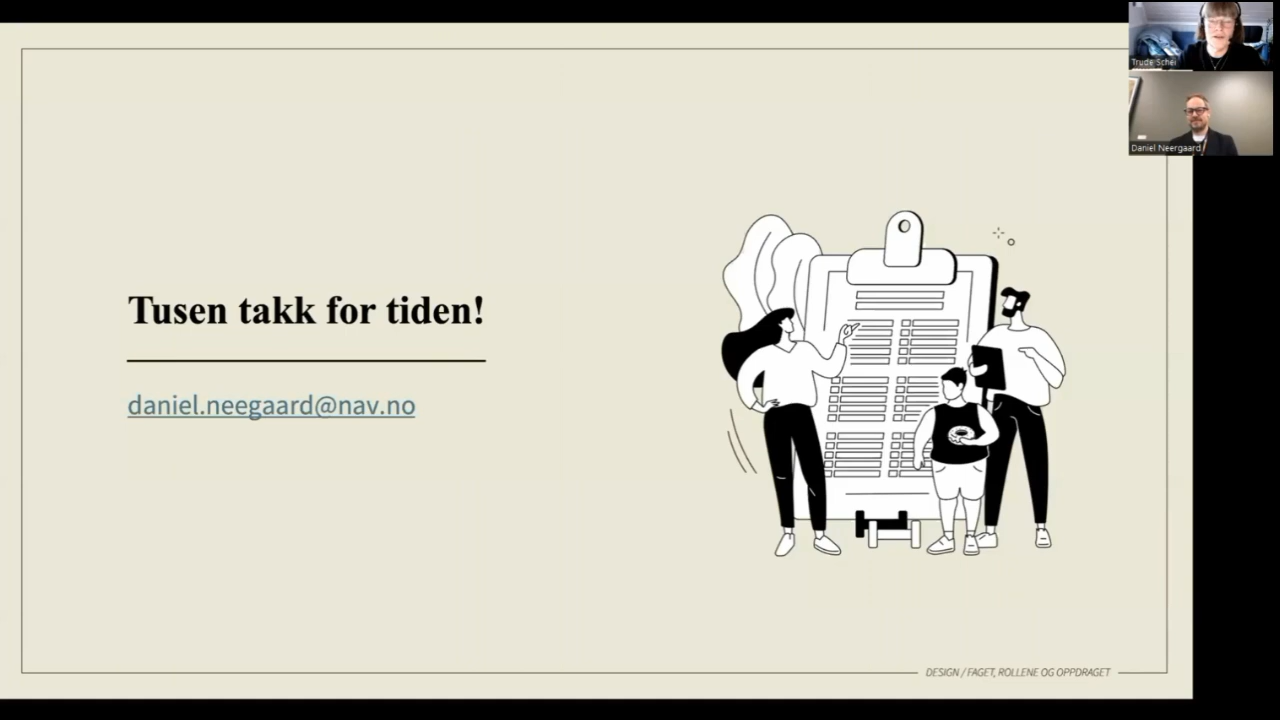 Trude Schei
Daniel Neergaard
Tusen takk for tiden!
daniel.neegaard@nav.no
DESIGN / FAGET, ROLLENE OG OPPDRAGET